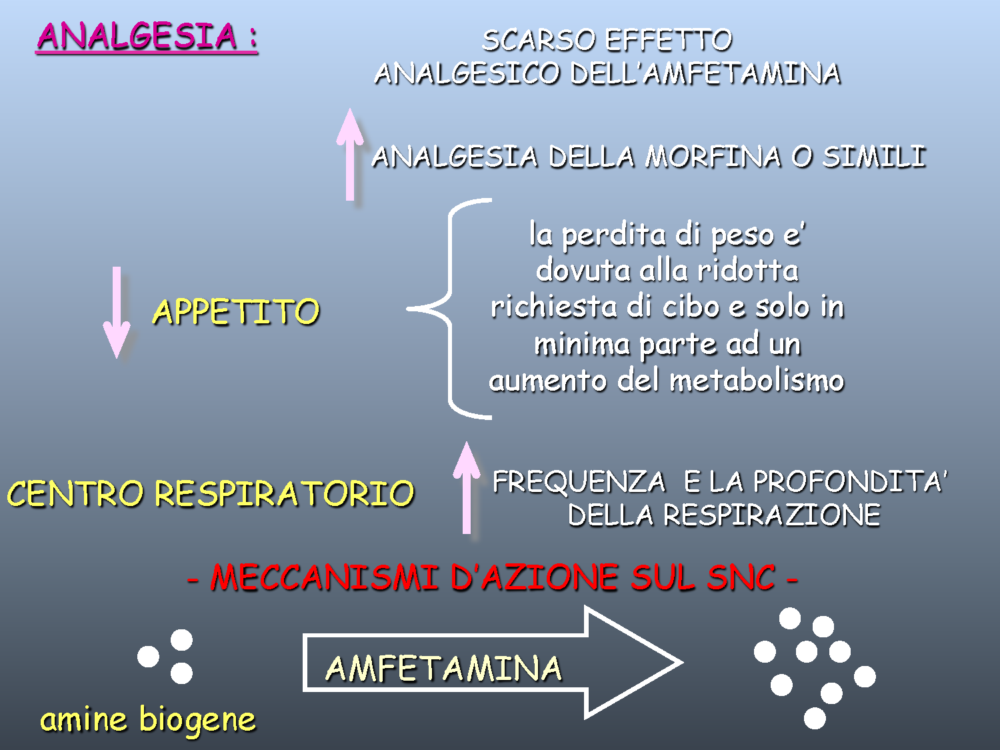 ANALGESIA :
SCARSO EFFETTO
ANALGESICO DELL'AMFETAMINA
ANALGESIA DELLA MORFINA O SIMILI
APPETITO
la perdita di peso e'
dovuta alla ridotta
richiesta di cibo e solo in
minima parte ad un
aumento del metabolismo
CENTRO RESPIRATORIO
FREQUENZA E LA PROFONDITA'
DELLA RESPIRAZIONE
- MECCANISMI D'AZIONE SUL SNC -
AMFETAMINA
amine biogene